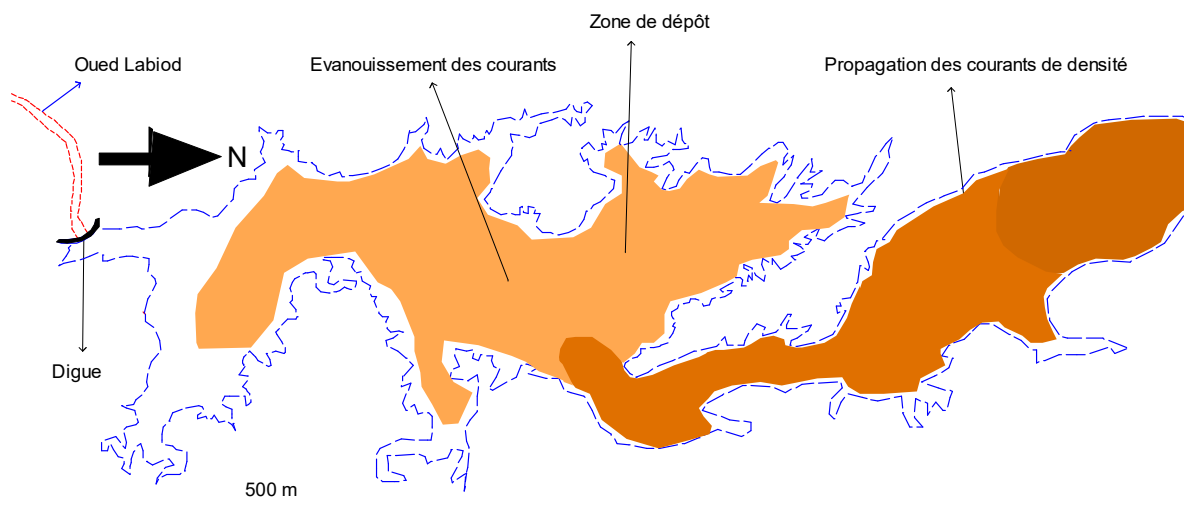 Zone de dépôt
Oued Labiod
Evanouissement des courants
Propagation des courants de densité
N
Digue
500 m